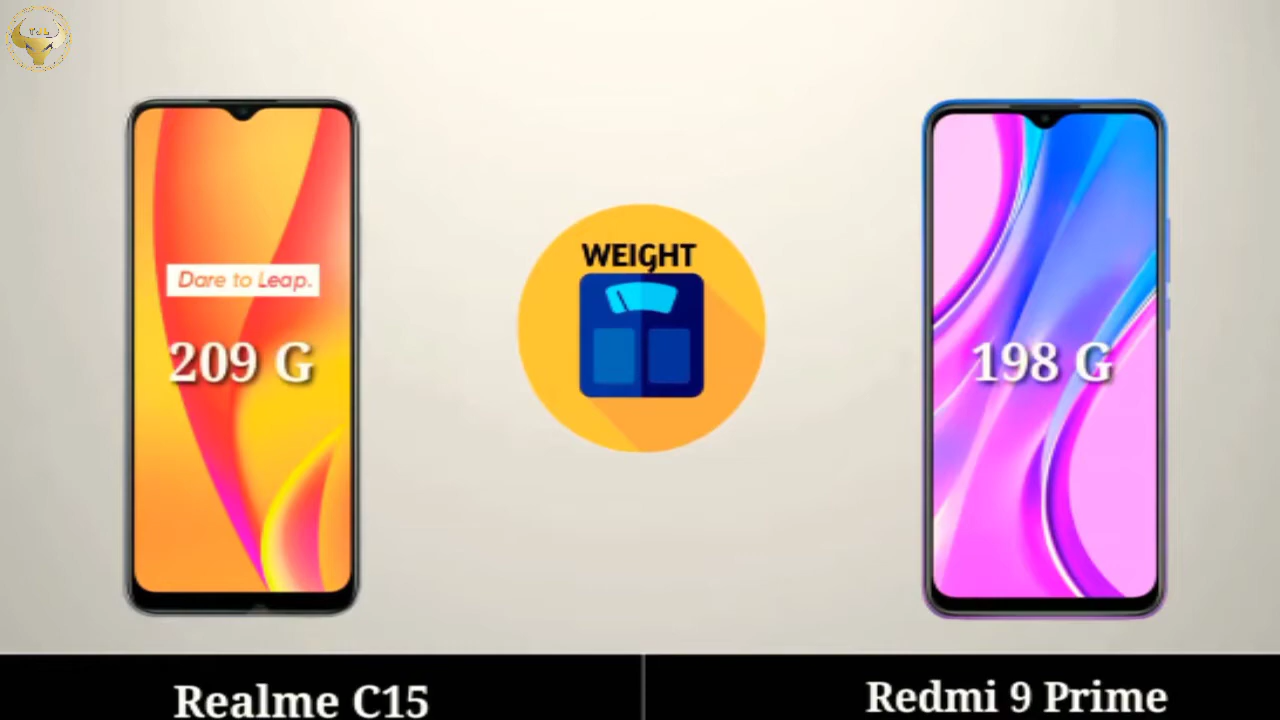 WEIGHT
Dare to Leap.
209 G
198 G
Realme C15
Redmi 9 Prime